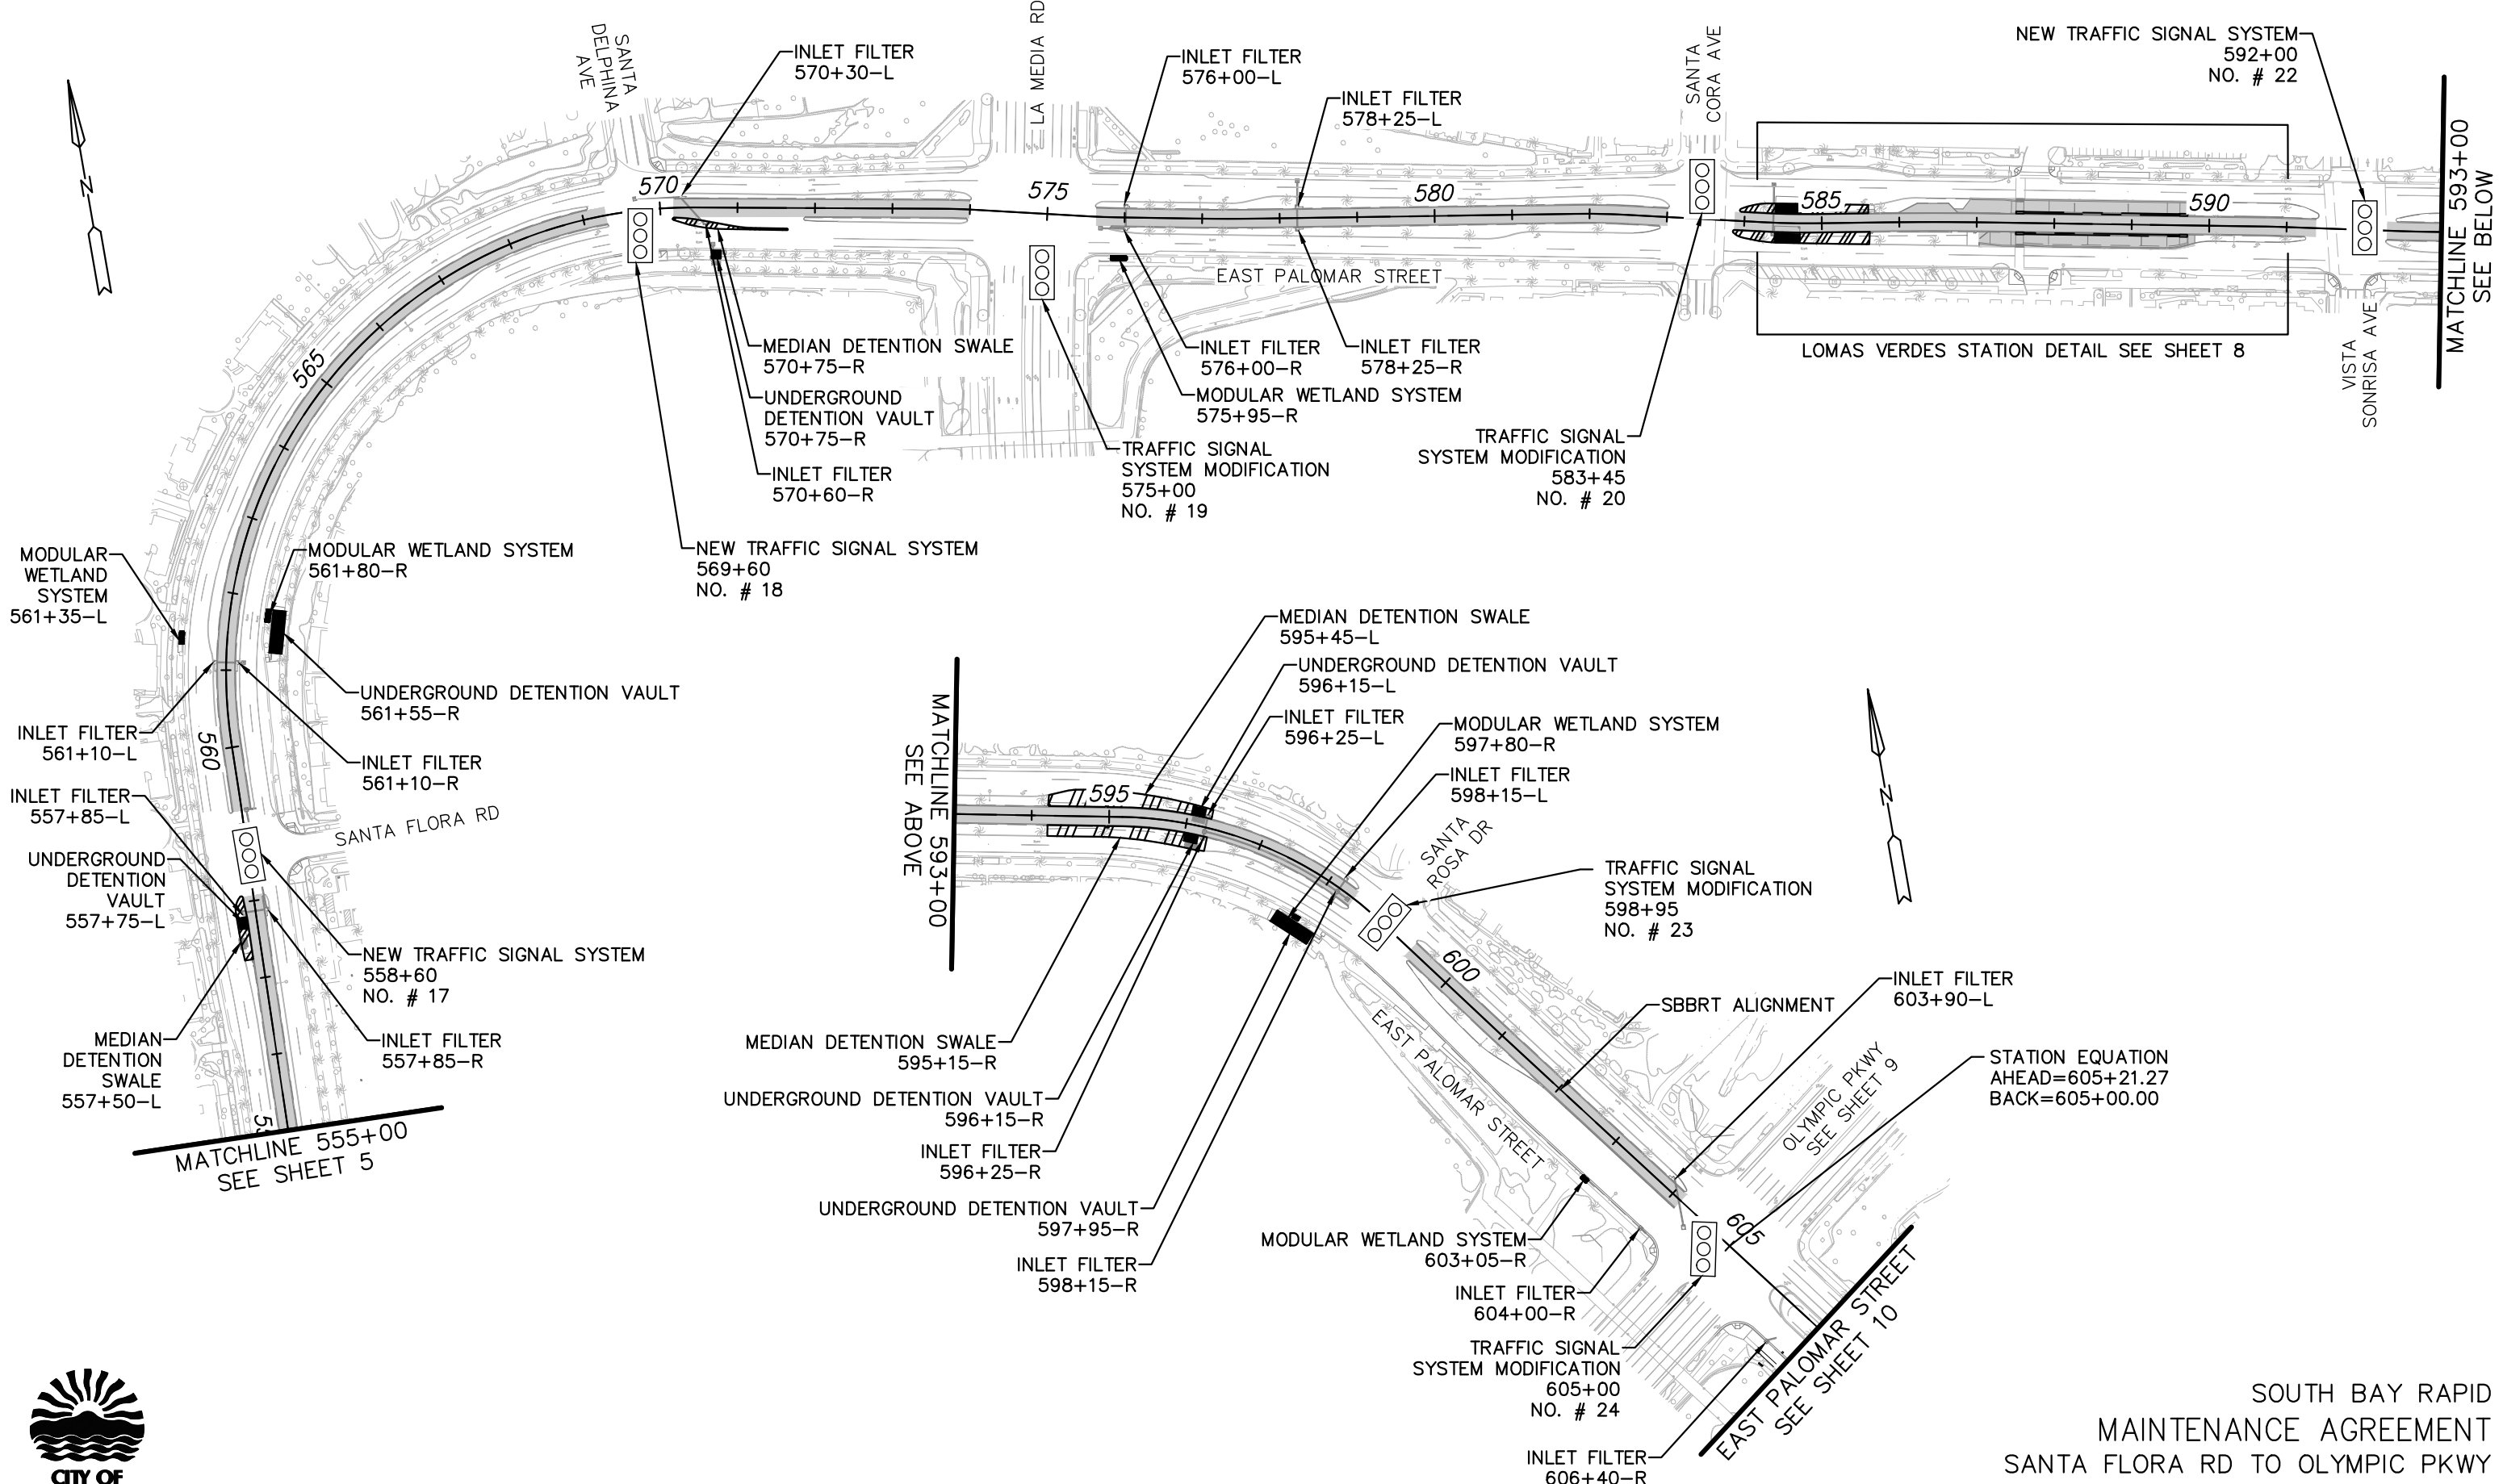 SANTA
DELPHINA
AVE
INLET FILTER
570+30-L
LA MEDIA RD
INLET FILTER
576+00-L
INLET FILTER
578+25-L
SANTA
CORA AVE
NEW TRAFFIC SIGNAL SYSTEM
592+00
NO. # 22
MATCHLINE 593+00
SEE BELOW
N
570
575
580
585
590
EAST PALOMAR STREET
MEDIAN DETENTION SWALE
570+75-R
UNDERGROUND
DETENTION VAULT
570+75-R
INLET FILTER
570+60-R
INLET FILTER
576+00-R
INLET FILTER
578+25-R
MODULAR WETLAND SYSTEM
575+95-R
TRAFFIC SIGNAL
SYSTEM MODIFICATION
575+00
NO. # 19
TRAFFIC SIGNAL
SYSTEM MODIFICATION
583+45
NO. # 20
LOMAS VERDES STATION DETAIL SEE SHEET 8
VISTA
SONRISA AVE
565
NEW TRAFFIC SIGNAL SYSTEM
569+60
NO. # 18
MODULAR
WETLAND
SYSTEM
561+35-L
MODULAR WETLAND SYSTEM
561+80-R
UNDERGROUND DETENTION VAULT
561+55-R
INLET FILTER
561+10-L
560
INLET FILTER
561+10-R
INLET FILTER
557+85-L
SANTA FLORA RD
UNDERGROUND
DETENTION
VAULT
557+75-L
NEW TRAFFIC SIGNAL SYSTEM
558+60
NO. # 17
MEDIAN
DETENTION
SWALE
557+50-L
INLET FILTER
557+85-R
MATCHLINE 555+00
SEE SHEET 5
MEDIAN DETENTION SWALE
595+45-L
UNDERGROUND DETENTION VAULT
596+15-L
INLET FILTER
596+25-L
MODULAR WETLAND SYSTEM
597+80-R
INLET FILTER
598+15-L
MATCHLINE 593+00
SEE ABOVE
595
SANTA
ROSA DR
N
TRAFFIC SIGNAL
SYSTEM MODIFICATION
598+95
NO. # 23
600
INLET FILTER
603+90-L
SBBRT ALIGNMENT
EAST PALOMAR STREET
MEDIAN DETENTION SWALE
595+15-R
UNDERGROUND DETENTION VAULT
596+15-R
INLET FILTER
596+25-R
UNDERGROUND DETENTION VAULT
597+95-R
INLET FILTER
598+15-R
OLYMPIC PKWY
SEE SHEET 9
STATION EQUATION
AHEAD=605+21.27
BACK=605+00.00
605
MODULAR WETLAND SYSTEM
603+05-R
INLET FILTER
604+00-R
TRAFFIC SIGNAL
SYSTEM MODIFICATION
605+00
NO. # 24
INLET FILTER
606+40-R
EAST PALOMAR STREET
SEE SHEET 10
CITY OF
SOUTH BAY RAPID
MAINTENANCE AGREEMENT
SANTA FLORA RD TO OLYMPIC PKWY